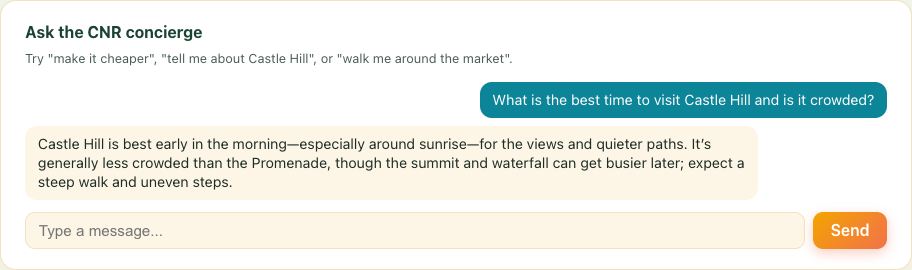 Ask the CNR concierge
Try "make it cheaper", "tell me about Castle Hill", or "walk me around the market".
What is the best time to visit Castle Hill and is it crowded?
Castle Hill is best early in the morning—especially around sunrise—for the views and quieter paths. It’s
generally less crowded than the Promenade, though the summit and waterfall can get busier later; expect a
steep walk and uneven steps.
Type a message...
Send